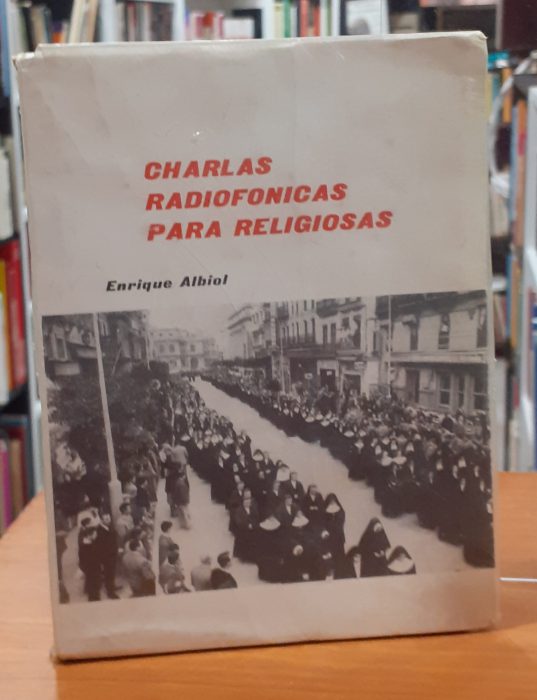 CHARLAS
RADIOFONICAS
PARA RELIGIOSAS
Enrique Albiol